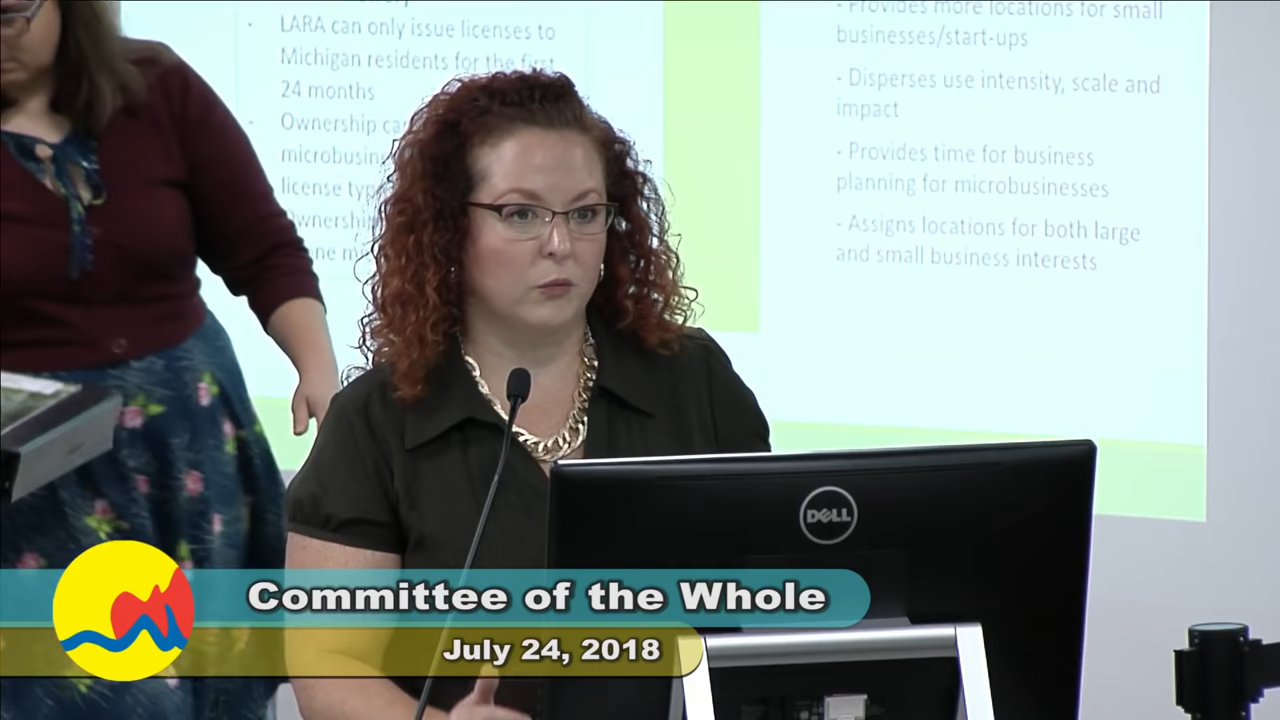 LARA can only issue licenses to
Michigan residents for the first
24 months
Ownership
license
- Provides more locations for small
businesses/start-ups
- Disperses use intensity, scale and
impact
- Provides time for business
planning for microbusinesses
- Assigns locations for both large
and small business interests
DELL
Committee of the Whole
July 24, 2018